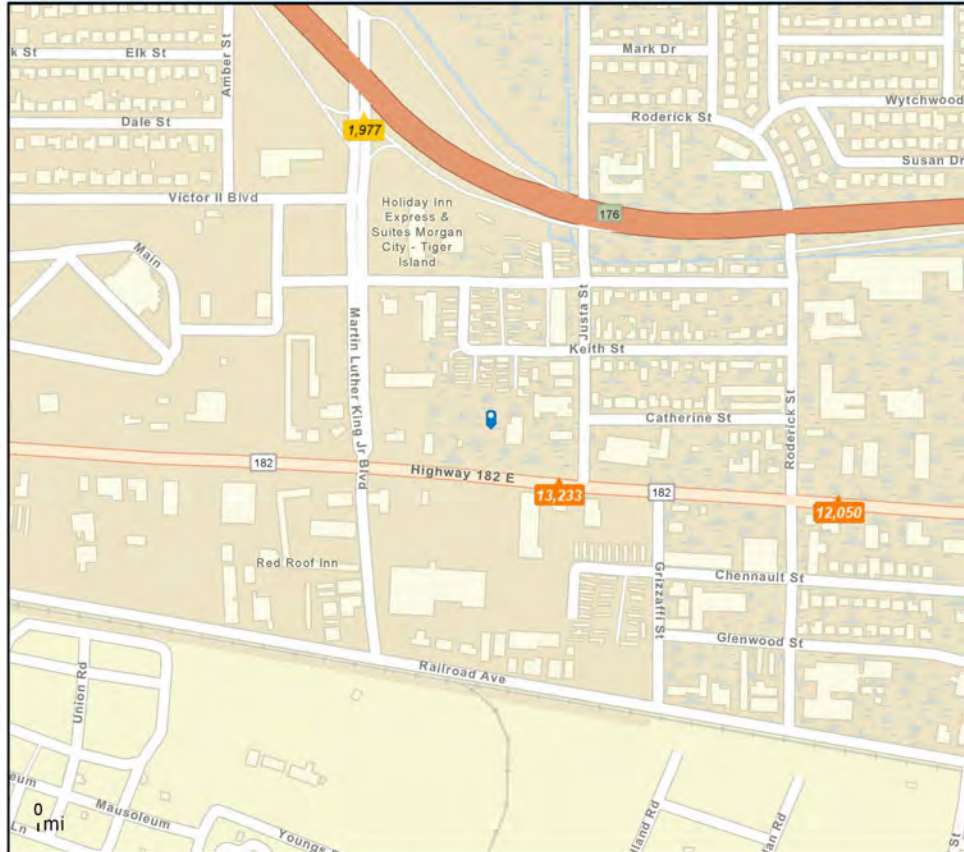 k St
Elk St
Amber St
Mark Dr
Wytchwood
Roderick St
Dale St
1,977
Susan Dr
Victor II Blvd
Holiday Inn
Express &
Suites Morgan
City - Tiger
Island
176
Main
Justa St
Martin Luther King Jr Blvd
Keith St
Catherine St
Roderick St
182
Highway 182 E
13,233
182
12,050
Red Roof Inn
Grizzaffi St
Chennault St
Glenwood St
Railroad Ave
Union Rd
eum
Mausoleum
0
mi
Ln
Youngs
lland Rd
lan Rd
St